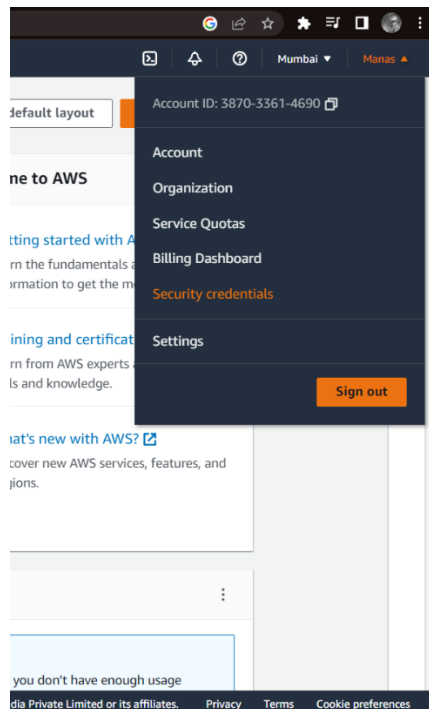 Mumbai ▼ Manas ▲
default layout
Account ID: 3870-3361-4690
me to AWS
Account
Organization
Service Quotas
Billing Dashboard
Security credentials
Settings
Sign out
tting started with A
rn the fundamentals a
ormation to get the m
ining and certificat
rn from AWS experts
ls and knowledge.
nat's new with AWS?
cover new AWS services, features, and
gions.
you don't have enough usage
dia Private Limited or its affiliates. Privacy Terms Cookie preferences